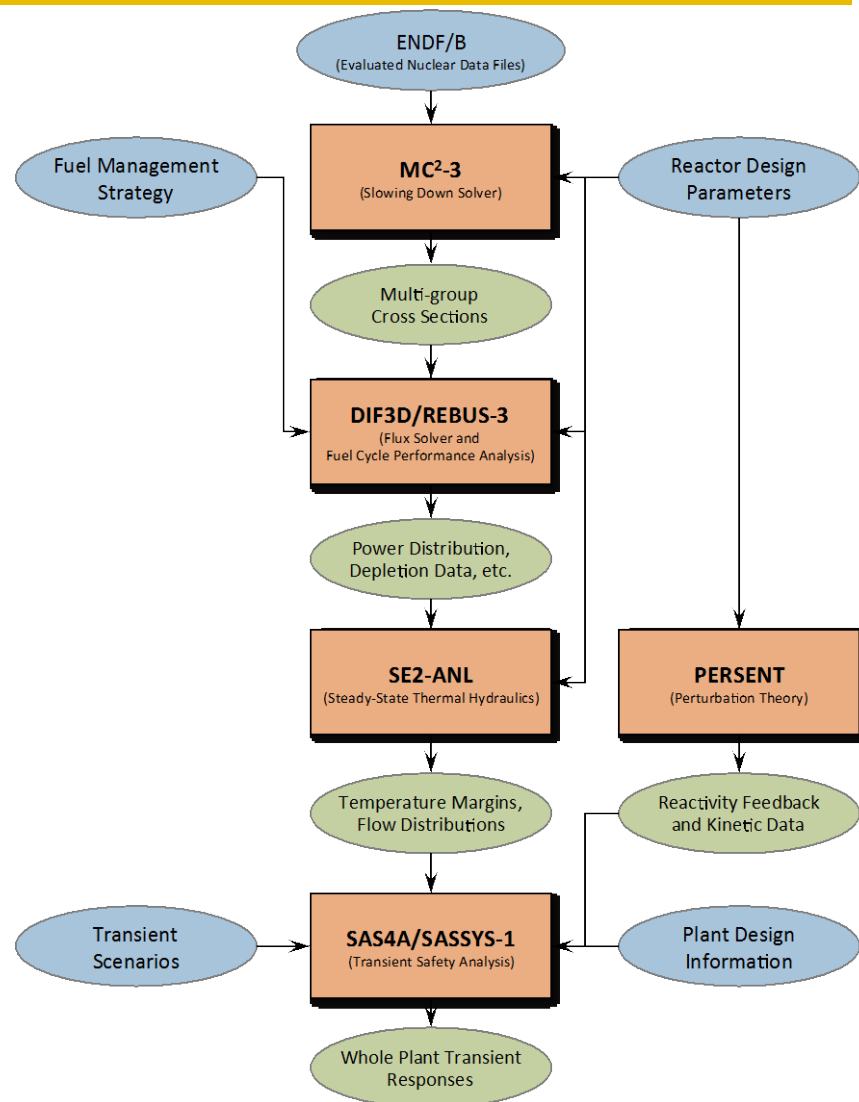 ENDF/B
(Evaluated Nuclear Data Files)
Fuel Management
Strategy
MC²-3
(Slowing Down Solver)
Reactor Design
Parameters
Multi-group
Cross Sections
DIF3D/REBUS-3
(Flux Solver and
Fuel Cycle Performance Analysis)
Power Distribution,
Depletion Data, etc.
SE2-ANL
(Steady-State Thermal Hydraulics)
PERSENT
(Perturbation Theory)
Temperature Margins,
Flow Distributions
Reactivity Feedback
and Kinetic Data
Transient
Scenarios
SAS4A/SASSYS-1
(Transient Safety Analysis)
Plant Design
Information
Whole Plant Transient
Responses